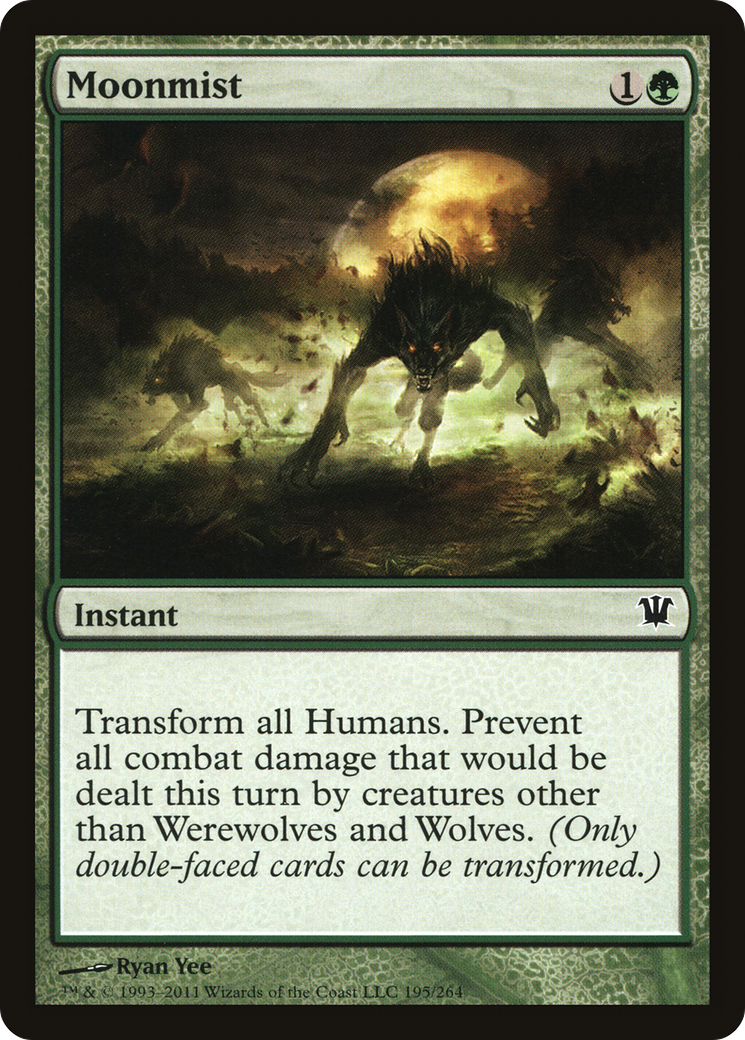 Moonmist 1
Instant
Transform all Humans. Prevent
all combat damage that would be
dealt this turn by creatures other
than Werewolves and Wolves. (Only
double-faced cards can be transformed.)
Ryan Yee
™ & © 1993–2011 Wizards of the Coast LLC 195/264